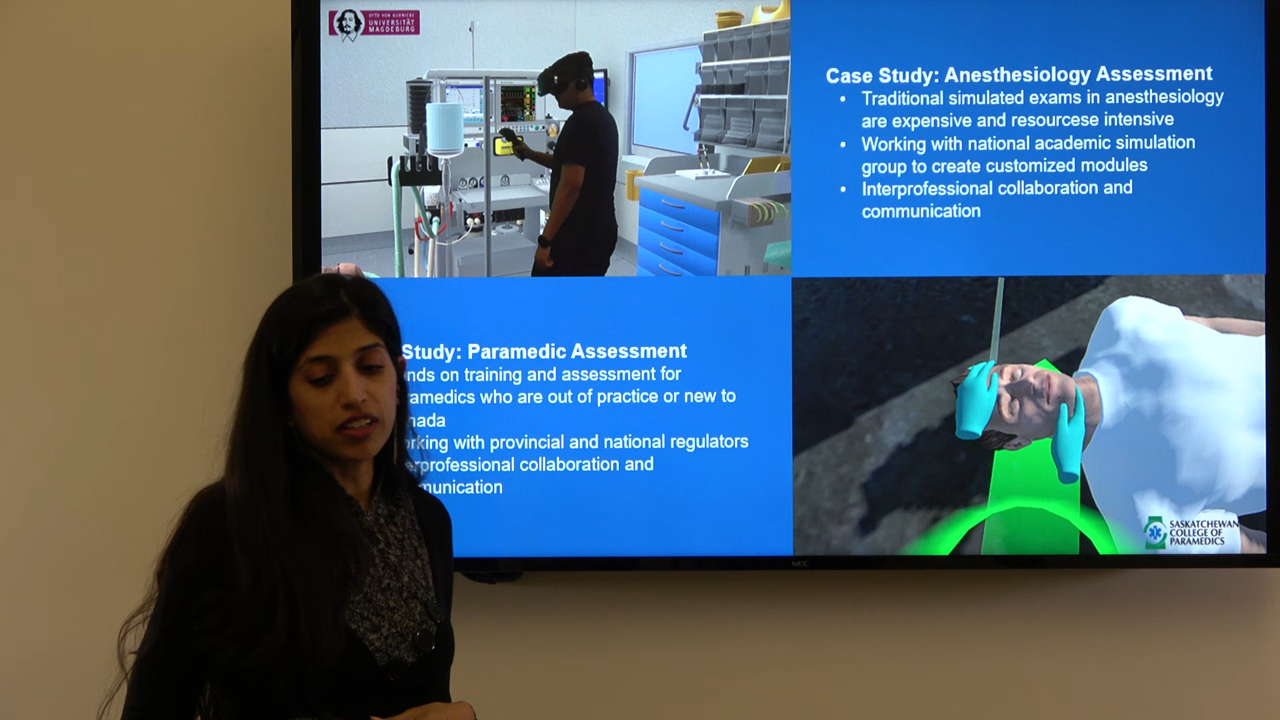 OTTO VON GUERICKE
UNIVERSITÄT
MAGDEBURG
Case Study: Anesthesiology Assessment
• Traditional simulated exams in anesthesiology
are expensive and resourcese intensive
• Working with national academic simulation
group to create customized modules
• Interprofessional collaboration and
communication
Study: Paramedic Assessment
nds on training and assessment for
ramedics who are out of practice or new to
nada
rking with provincial and national regulators
erprofessional collaboration and
munication
SASKATCHEWAN
COLLEGE OF
PARAMEDICS
NEC